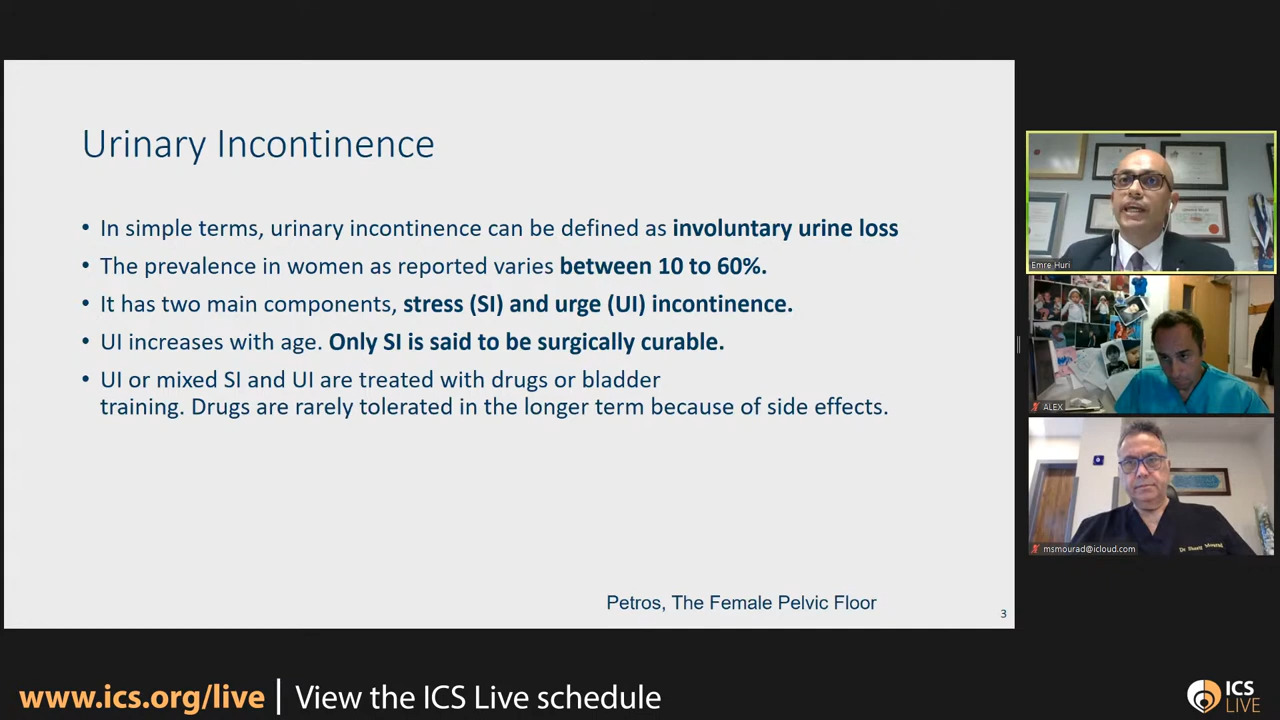 Urinary Incontinence
• In simple terms, urinary incontinence can be defined as involuntary urine loss
• The prevalence in women as reported varies between 10 to 60%.
• It has two main components, stress (SI) and urge (UI) incontinence.
• UI increases with age. Only SI is said to be surgically curable.
• UI or mixed SI and UI are treated with drugs or bladder
training. Drugs are rarely tolerated in the longer term because of side effects.
Petros, The Female Pelvic Floor
3
Emre Huri
ALEX
msmourad@icloud.com
www.ics.org/live | View the ICS Live schedule
ICS
LIVE